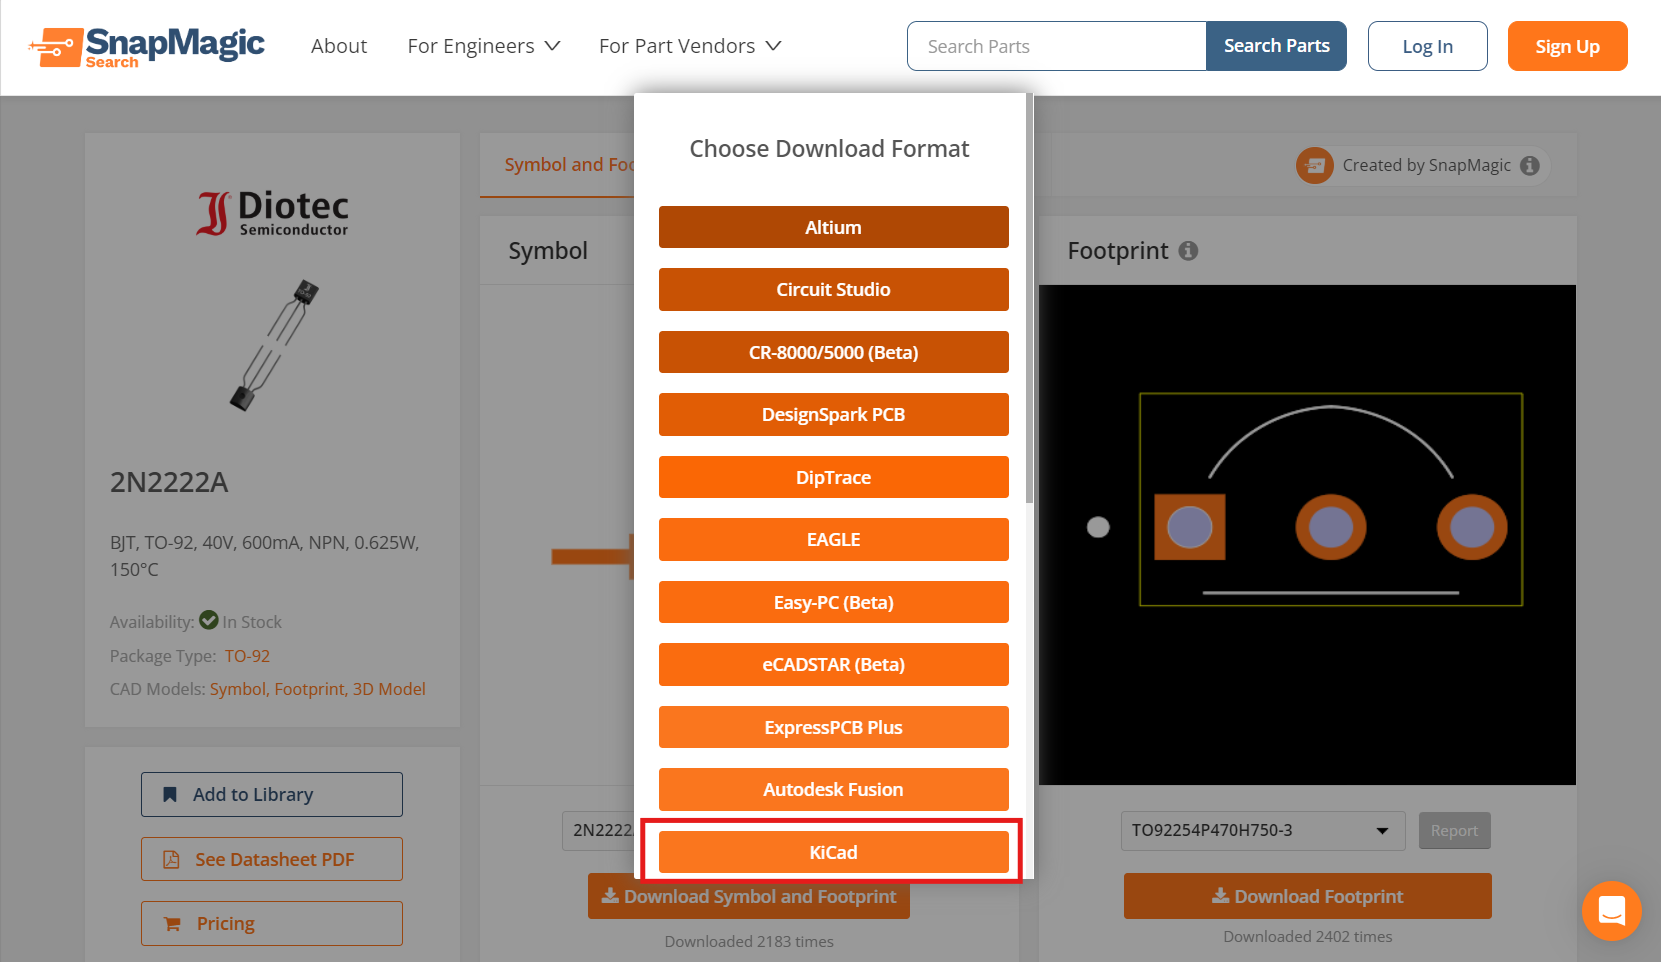 SnapMagic
Search
About
For Engineers
For Part Vendors
Search Parts
Search Parts
Log In
Sign Up
Choose Download Format
Altium
Circuit Studio
CR-8000/5000 (Beta)
DesignSpark PCB
DipTrace
EAGLE
Easy-PC (Beta)
eCADSTAR (Beta)
ExpressPCB Plus
Autodesk Fusion
KiCad
Diotec
Semiconductor
2N2222A
BJT, TO-92, 40V, 600mA, NPN, 0.625W,
150°C
Availability: In Stock
Package Type: TO-92
CAD Models: Symbol, Footprint, 3D Model
Add to Library
See Datasheet PDF
Pricing
Symbol and Foo
Created by SnapMagic
Symbol
2N2222
Download Symbol and Footprint
Downloaded 2183 times
Footprint
TO92254P470H750-3
Report
Download Footprint
Downloaded 2402 times